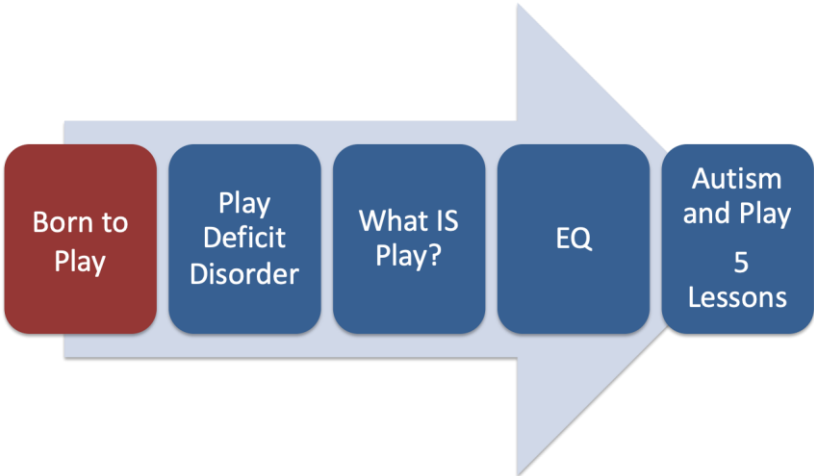 Born to
Play
Play
Deficit
Disorder
What IS
Play?
EQ
Autism
and Play
5
Lessons